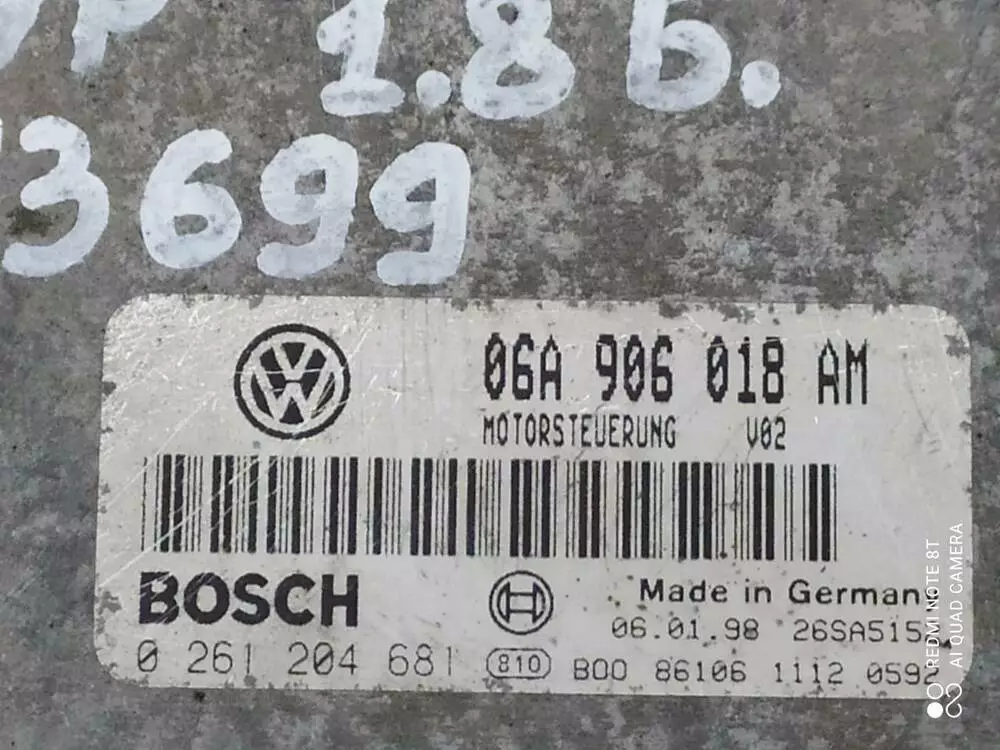 1.8 б.
3699
06A 906 018 AM
MOTORSTEUERUNG V02
BOSCH
Made in German
06.01.98 26SA515
0 261 204 681 810 B00 86106 1112 0592
REDMI NOTE 8T
AI QUAD CAMERA